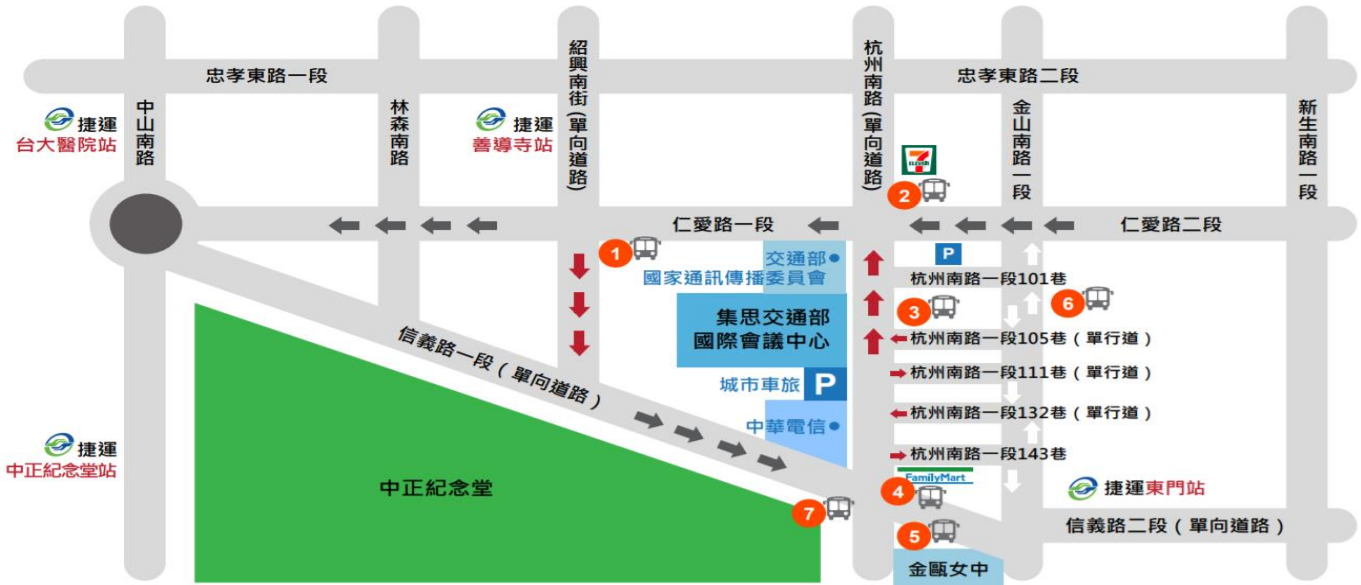 忠孝東路一段
忠孝東路二段
中山南路
林森南路
紹興南街(單向道路)
杭州南路(單向道路)
金山南路一段
新生南路一段
捷運
台大醫院站
捷運
善導寺站
7
ELEVEN
2
仁愛路一段
仁愛路二段
1
交通部
國家通訊傳播委員會
P
杭州南路一段101巷
3
6
集思交通部
國際會議中心
杭州南路一段105巷(單行道)
信義路一段(單向道路)
杭州南路一段111巷(單行道)
城市車旅
P
杭州南路一段132巷(單行道)
中華電信
捷運
中正紀念堂站
杭州南路一段143巷
FamilyMart
中正紀念堂
4
捷運東門站
7
5
信義路二段(單向道路)
金甌女中